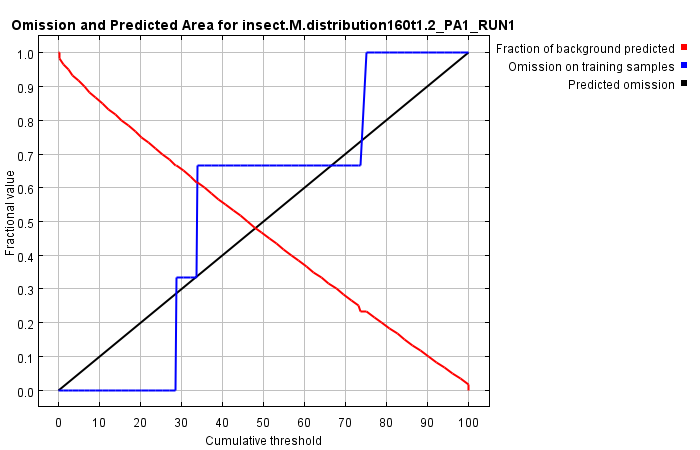 Omission and Predicted Area for insect.M.distribution160t1.2_PA1_RUN1
Fraction of background predicted
Omission on training samples
Predicted omission
Fractional value
1.0
0.9
0.8
0.7
0.6
0.5
0.4
0.3
0.2
0.1
0.0
0 10 20 30 40 50 60 70 80 90 100
Cumulative threshold